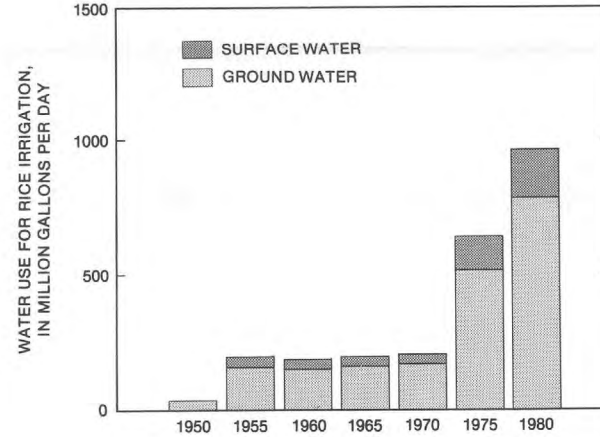 1500
1000
500
0
WATER USE FOR RICE IRRIGATION,
IN MILLION GALLONS PER DAY
SURFACE WATER
GROUND WATER
1950 1955 1960 1965 1970 1975 1980